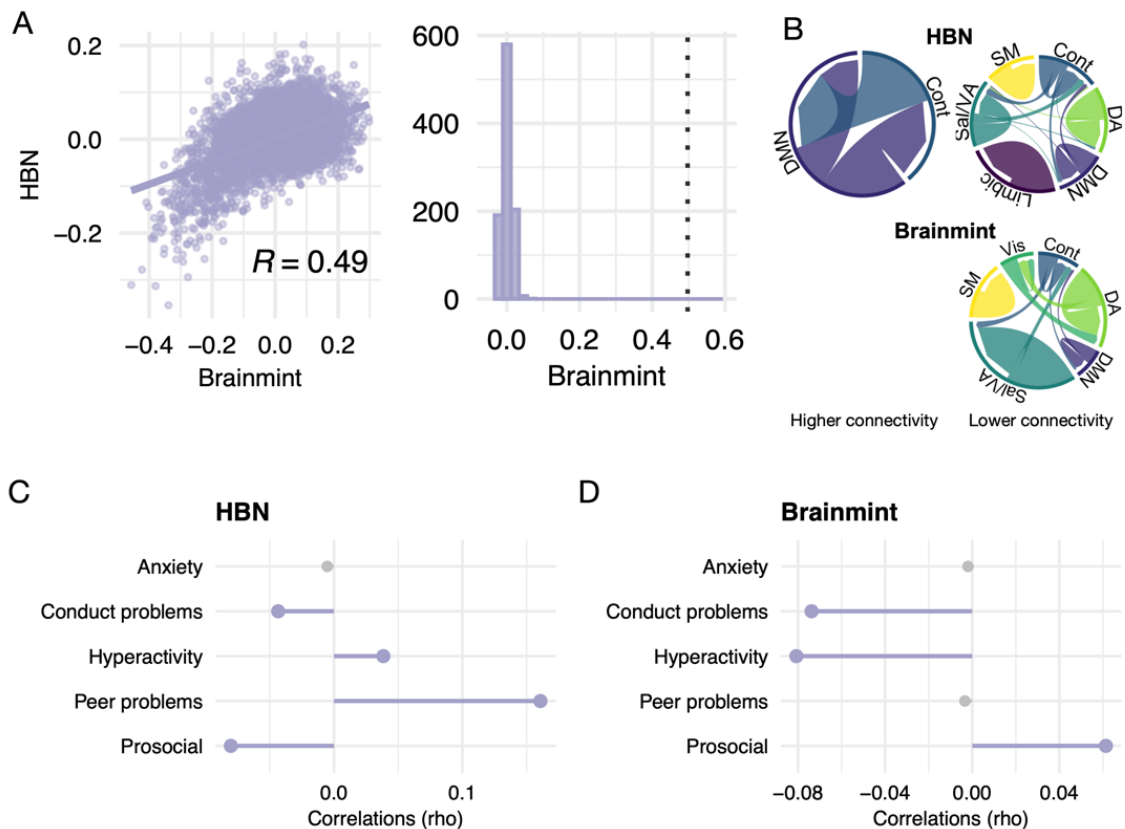 A
0.2
0.0
−0.2
HBN
R = 0.49
−0.4
−0.2
0.0
0.2
Brainmint
600
400
200
0
0.0
0.2
0.4
0.6
Brainmint
B
HBN
Cont
DMN
SM
Cont
Sal/VA
DA
Limbic
DMN
Brainmint
Vis
Cont
SM
DA
Sal/VA
DMN
Higher connectivity
Lower connectivity
C
HBN
Anxiety
Conduct problems
Hyperactivity
Peer problems
Prosocial
0.0
0.1
Correlations (rho)
D
Brainmint
Anxiety
Conduct problems
Hyperactivity
Peer problems
Prosocial
−0.08
−0.04
0.00
0.04
Correlations (rho)